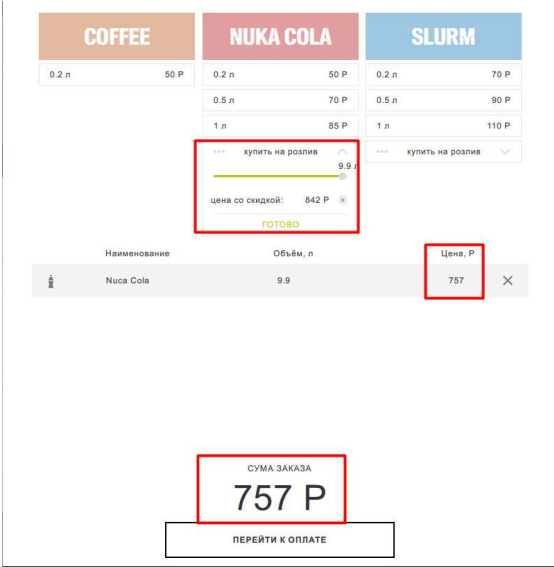 COFFEE NUKA COLA SLURM
0.2 л 50 Р 0.2 л 50 Р 0.2 л 70 Р
0.5 л 70 Р 0.5 л 90 Р
1 л 85 Р 1 л 110 Р
купить на розлив купить на розлив
9.9 л
цена со скидкой: 842 Р
ГОТОВО
Наименование Объём, л Цена, Р
Nuca Cola 9.9 757
СУМА ЗАКАЗА
757 Р
ПЕРЕЙТИ К ОПЛАТЕ